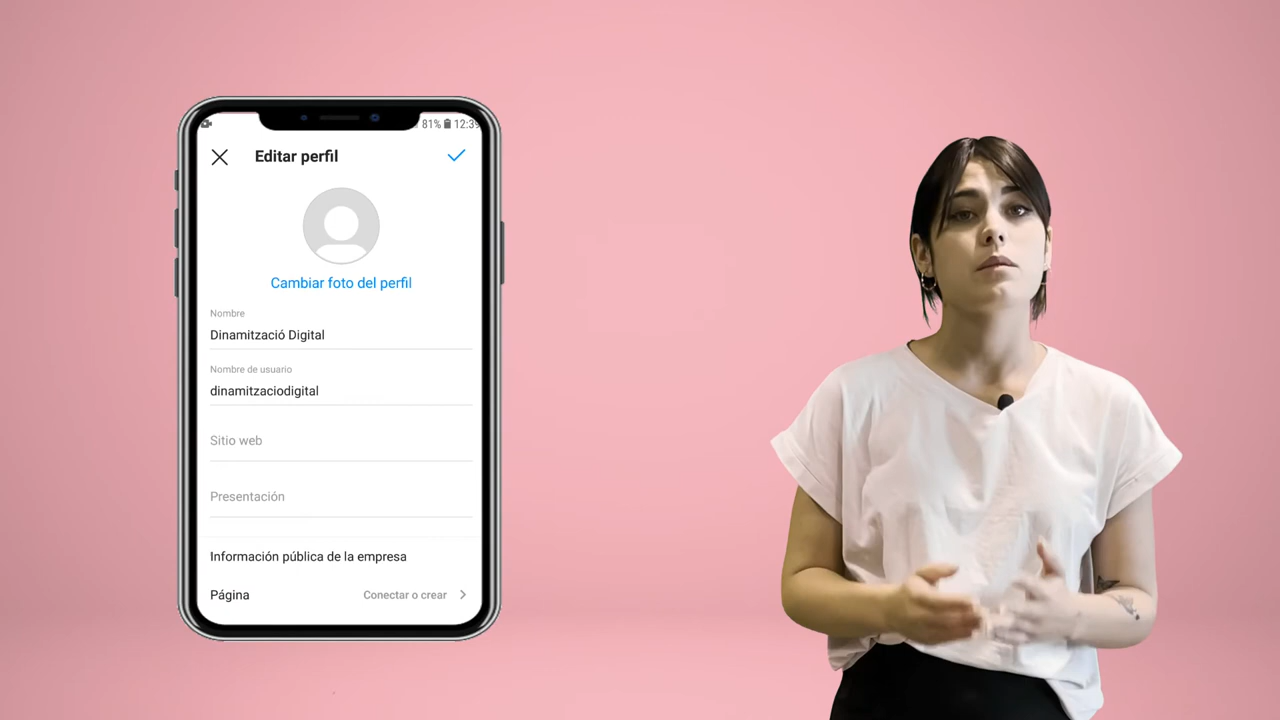 81% 12:39
Editar perfil
Cambiar foto del perfil
Nombre
Dinamització Digital
Nombre de usuario
dinamitzaciodigital
Sitio web
Presentación
Información pública de la empresa
Página
Conectar o crear